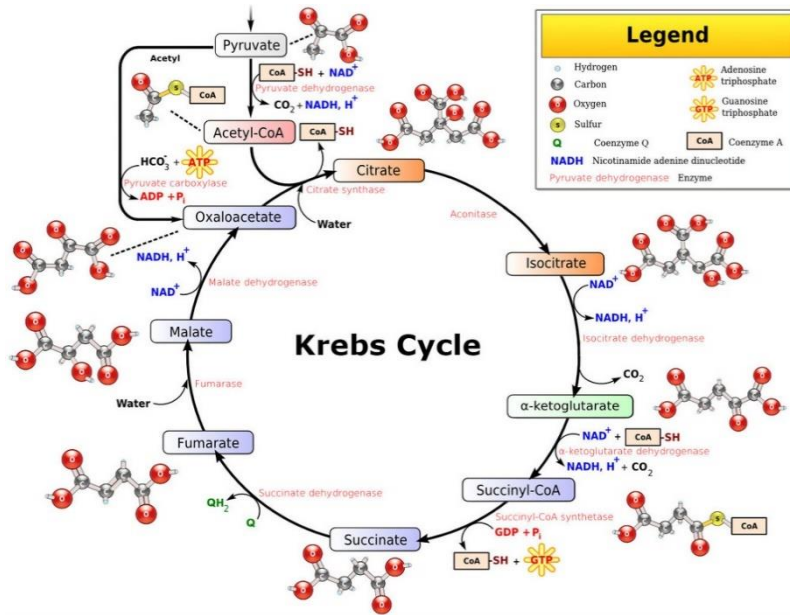 Pyruvate
Acetyl
CoA-SH + NAD+
Pyruvate dehydrogenase
CO2 + NADH, H+
S
CoA
Acetyl-CoA
CoA-SH
HCO3- + ATP
Pyruvate carboxylase
ADP + Pi
Citrate synthase
Water
Citrate
Oxaloacetate
Aconitase
Isocitrate
NAD+
NADH, H+
Isocitrate dehydrogenase
CO2
α-ketoglutarate
NAD+ + CoA-SH
α-ketoglutarate dehydrogenase
NADH, H+ + CO2
Succinyl-CoA
S
CoA
Succinyl-CoA synthetase
GDP + Pi
CoA-SH + GTP
Succinate
Succinate dehydrogenase
Q
QH2
Fumarate
Fumarase
Water
Malate
Malate dehydrogenase
NAD+
NADH, H+
Krebs Cycle
Legend
Hydrogen
Carbon
Oxygen
S Sulfur
Q Coenzyme Q
ATP Adenosine
triphosphate
GTP Guanosine
triphosphate
CoA Coenzyme A
NADH Nicotinamide adenine dinucleotide
Pyruvate dehydrogenase Enzyme